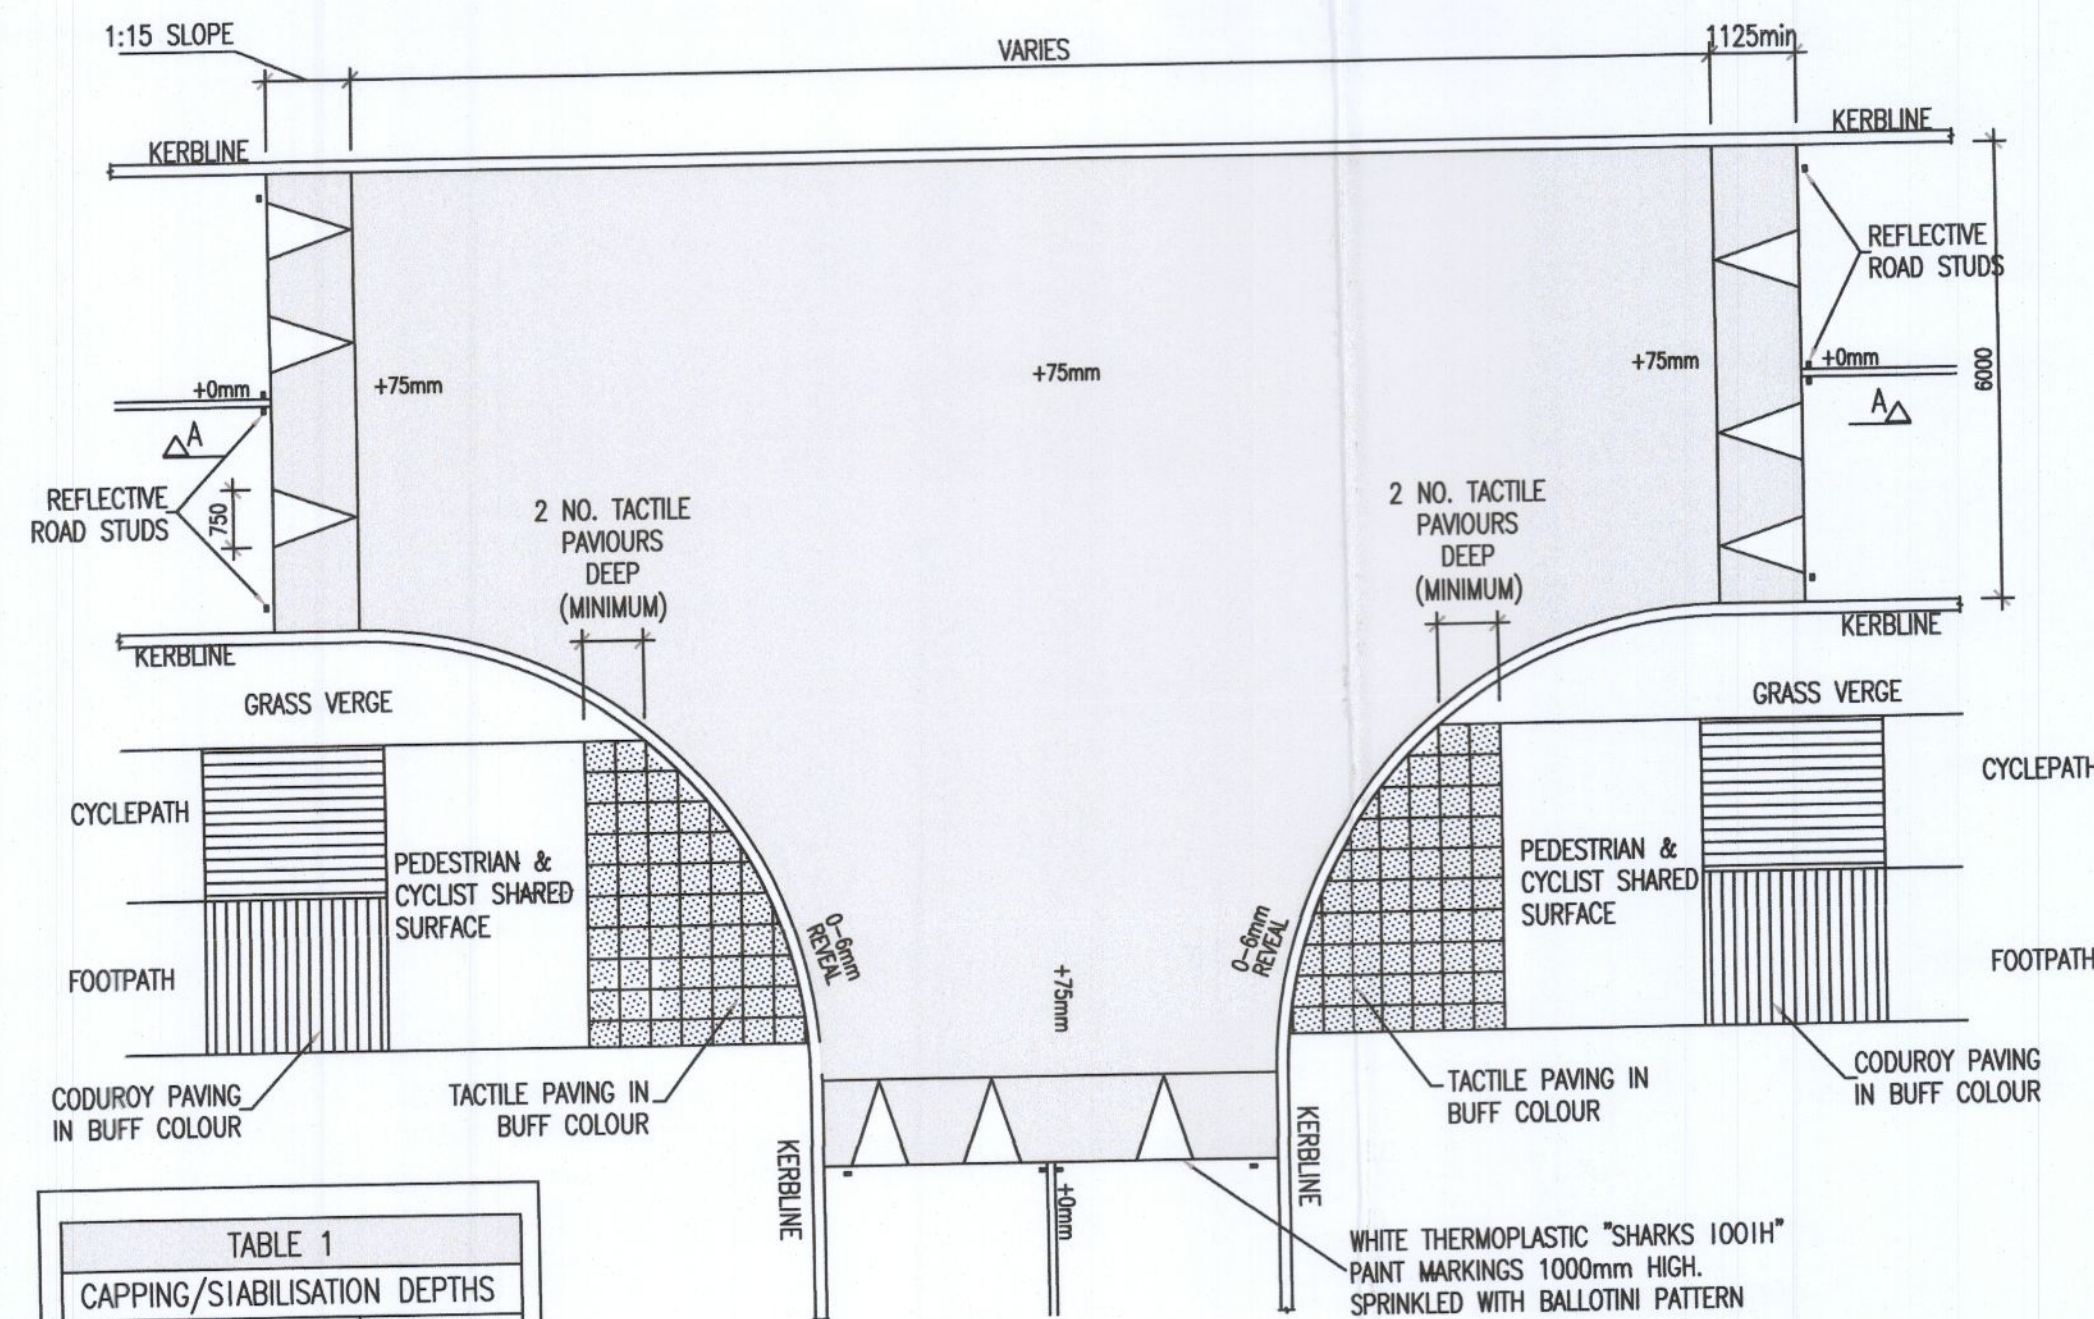 1:15 SLOPE
VARIES
1125min
KERBLINE
KERBLINE
REFLECTIVE
ROAD STUDS
+0mm
+75mm
+75mm
+75mm
+0mm
6000
A
A
REFLECTIVE
ROAD STUDS
750
2 NO. TACTILE
PAVIOURS
DEEP
(MINIMUM)
2 NO. TACTILE
PAVIOURS
DEEP
(MINIMUM)
KERBLINE
KERBLINE
GRASS VERGE
GRASS VERGE
CYCLEPATH
PEDESTRIAN &
CYCLIST SHARED
SURFACE
FOOTPATH
0-6mm
REVEAL
+75mm
0-6mm
REVEAL
PEDESTRIAN &
CYCLIST SHARED
SURFACE
CYCLEPATH
FOOTPATH
CODUROY PAVING
IN BUFF COLOUR
TACTILE PAVING IN
BUFF COLOUR
TACTILE PAVING IN
BUFF COLOUR
CODUROY PAVING
IN BUFF COLOUR
KERBLINE
+0mm
KERBLINE
WHITE THERMOPLASTIC "SHARKS TOOTH"
PAINT MARKINGS 1000mm HIGH.
SPRINKLED WITH BALLOTINI PATTERN
TABLE 1
CAPPING/STABILISATION DEPTHS